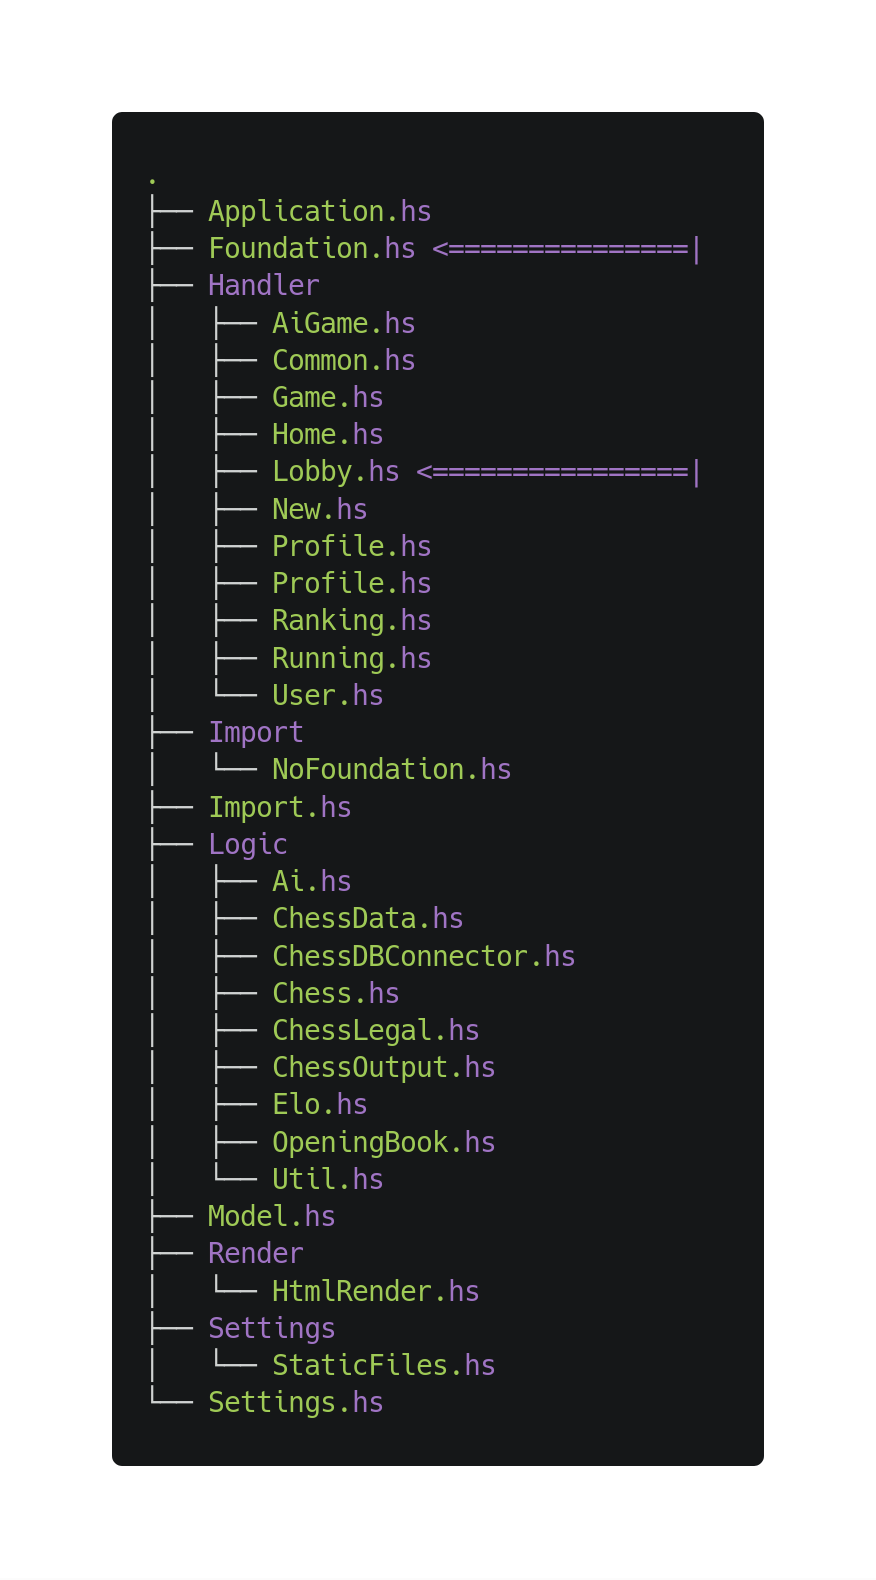 .
├── Application.hs
├── Foundation.hs <===============|
├── Handler
│   ├── AiGame.hs
│   ├── Common.hs
│   ├── Game.hs
│   ├── Home.hs
│   ├── Lobby.hs <================|
│   ├── New.hs
│   ├── Profile.hs
│   ├── Profile.hs
│   ├── Ranking.hs
│   ├── Running.hs
│   └── User.hs
├── Import
│   └── NoFoundation.hs
├── Import.hs
├── Logic
│   ├── Ai.hs
│   ├── ChessData.hs
│   ├── ChessDBConnector.hs
│   ├── Chess.hs
│   ├── ChessLegal.hs
│   ├── ChessOutput.hs
│   ├── Elo.hs
│   ├── OpeningBook.hs
│   └── Util.hs
├── Model.hs
├── Render
│   └── HtmlRender.hs
├── Settings
│   └── StaticFiles.hs
└── Settings.hs